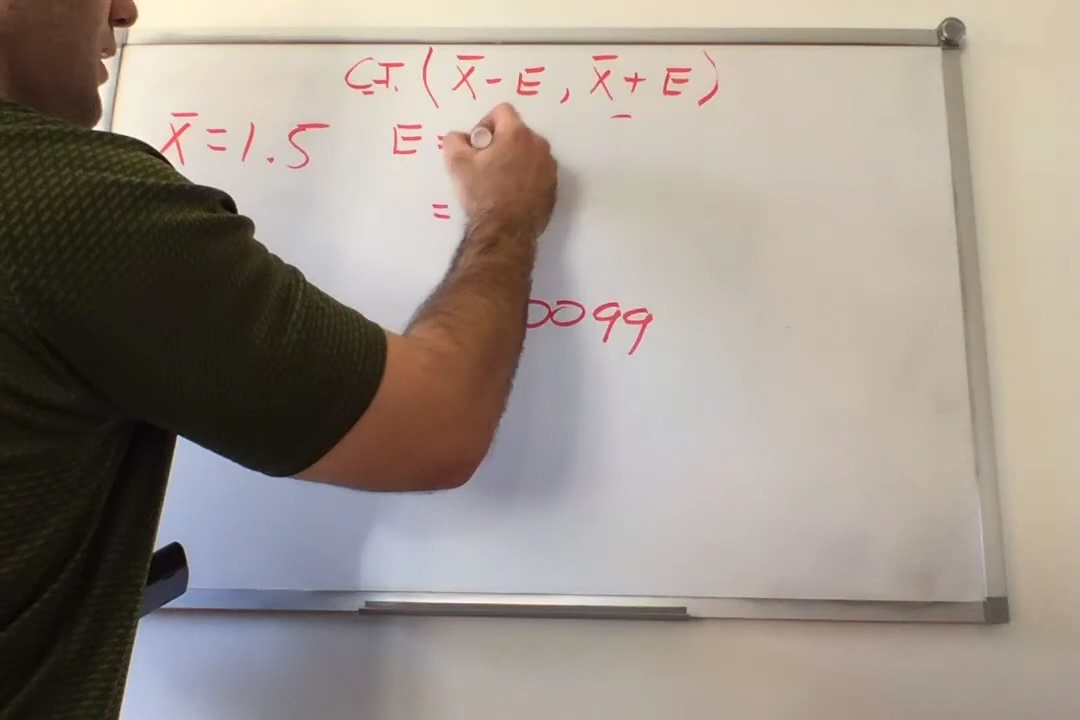 C.I. (X̄ - E, X̄ + E)
X̄ = 1.5 E =
=
0099